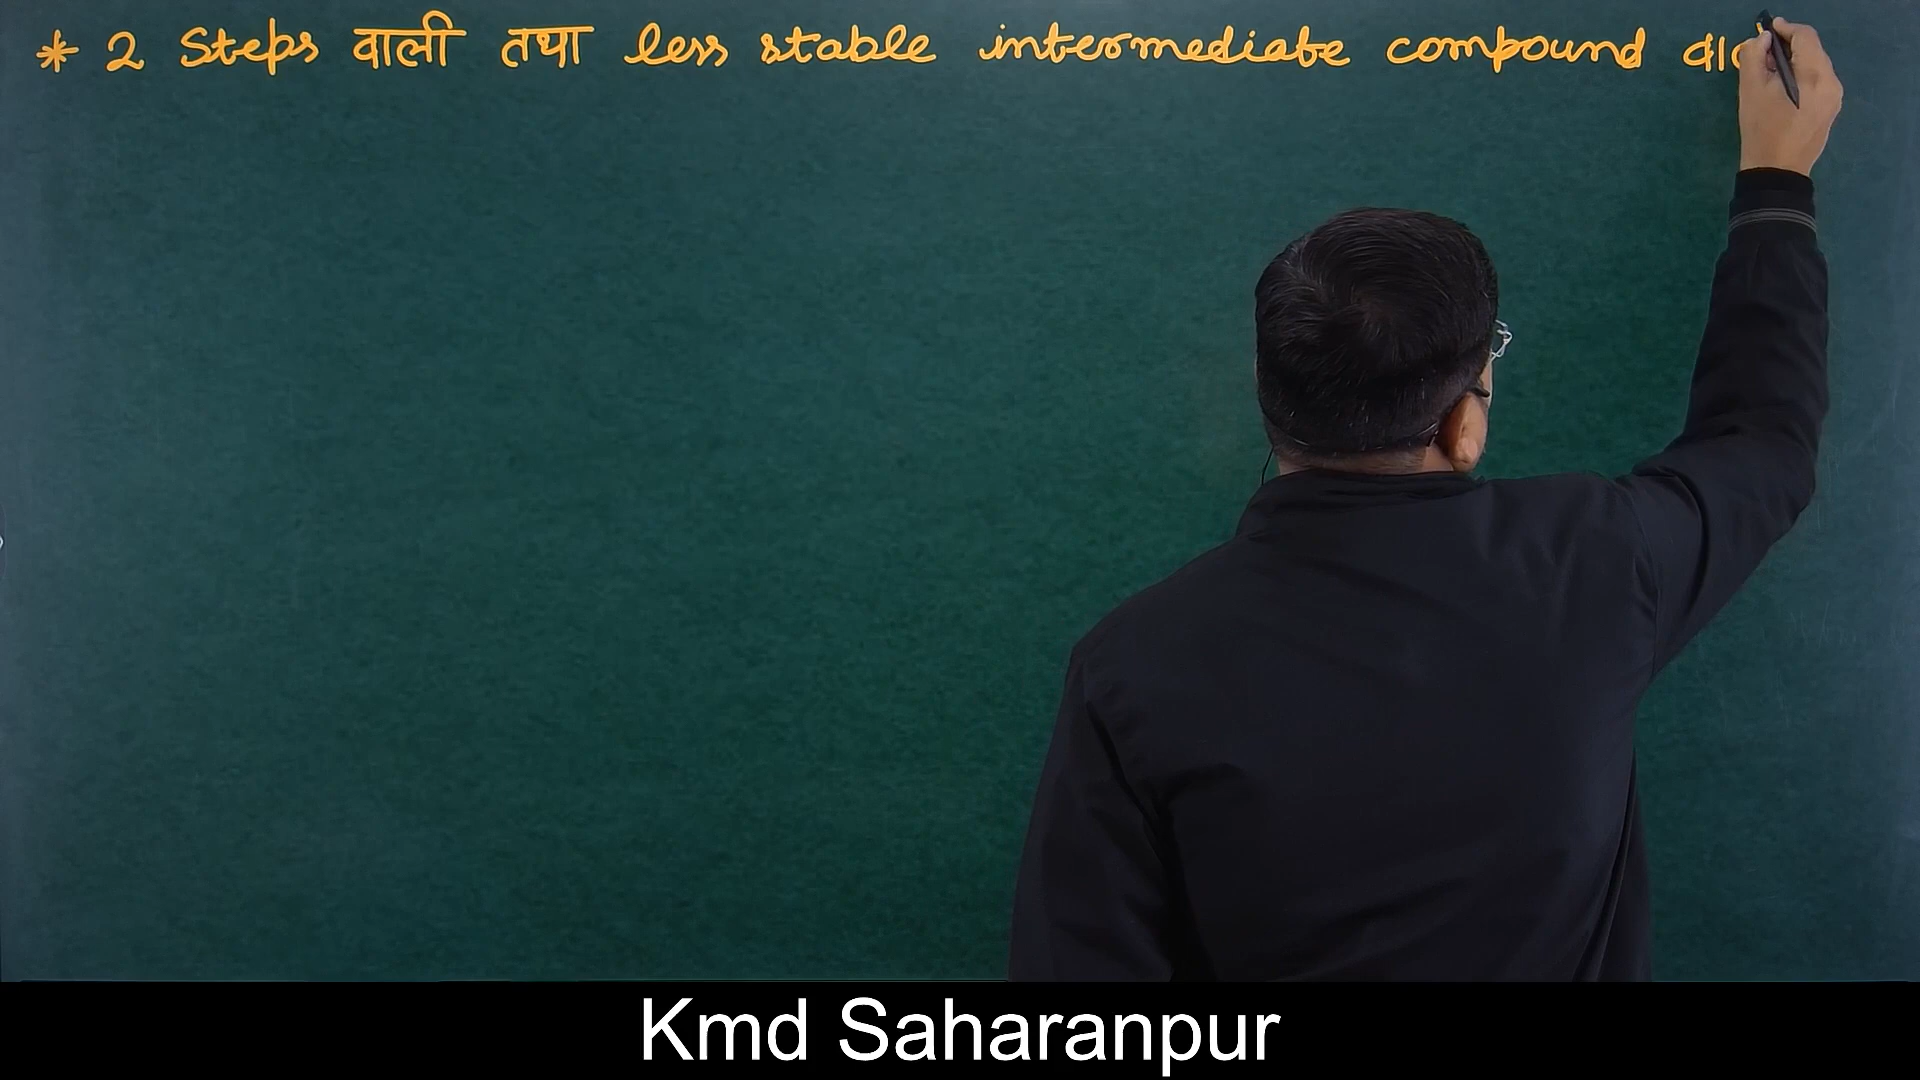 * 2 Steps वाली तथा less stable intermediate compound
Kmd Saharanpur